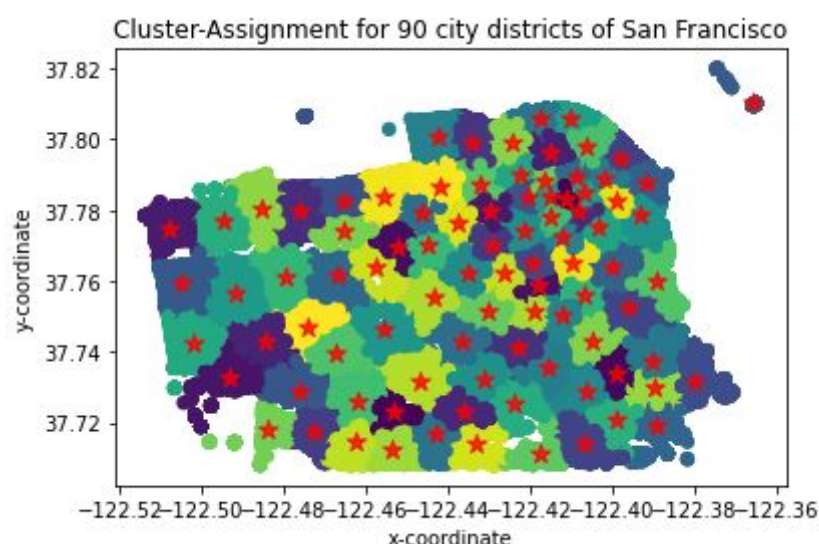 Cluster-Assignment for 90 city districts of San Francisco
37.82
37.80
37.78
37.76
37.74
37.72
y-coordinate
−122.52−122.50−122.48−122.46−122.44−122.42−122.40−122.38−122.36
x-coordinate